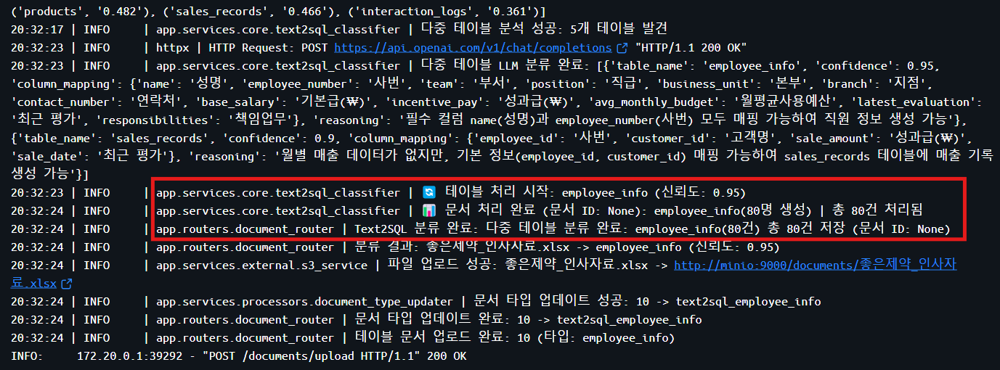 ('products', '0.482'), ('sales_records', '0.466'), ('interaction_logs', '0.361')]
20:32:17 | INFO     | app.services.core.text2sql_classifier | 다중 테이블 분석 성공: 5개 테이블 발견
20:32:23 | INFO     | httpx | HTTP Request: POST https://api.openai.com/v1/chat/completions "HTTP/1.1 200 OK"
20:32:23 | INFO     | app.services.core.text2sql_classifier | 다중 테이블 LLM 분류 완료: [{'table_name': 'employee_info', 'confidence': 0.95,
'column_mapping': {'name': '성명', 'employee_number': '사번', 'team': '부서', 'position': '직급', 'business_unit': '본부', 'branch': '지점',
'contact_number': '연락처', 'base_salary': '기본급(₩)', 'incentive_pay': '성과급(₩)', 'avg_monthly_budget': '월평균사용예산', 'latest_evaluation':
'최근 평가', 'responsibilities': '책임업무'}, 'reasoning': '필수 컬럼 name(성명)과 employee_number(사번) 모두 매핑 가능하여 직원 정보 생성 가능'},
{'table_name': 'sales_records', 'confidence': 0.9, 'column_mapping': {'employee_id': '사번', 'customer_id': '고객명', 'sale_amount': '성과급(₩)',
'sale_date': '최근 평가'}, 'reasoning': '월별 매출 데이터가 없지만, 기본 정보(employee_id, customer_id) 매핑 가능하여 sales_records 테이블에 매출 기록
생성 가능'}]
20:32:23 | INFO     | app.services.core.text2sql_classifier | 🔄 테이블 처리 시작: employee_info (신뢰도: 0.95)
20:32:24 | INFO     | app.services.core.text2sql_classifier | 📊 문서 처리 완료 (문서 ID: None): employee_info(80명 생성) | 총 80건 처리됨
20:32:24 | INFO     | app.routers.document_router | Text2SQL 분류 완료: 다중 테이블 분류 완료: employee_info(80건) 총 80건 저장 (문서 ID: None)
20:32:24 | INFO     | app.routers.document_router | 분류 결과: 좋은제약_인사자료.xlsx -> employee_info (신뢰도: 0.95)
20:32:24 | INFO     | app.services.external.s3_service | 파일 업로드 성공: 좋은제약_인사자료.xlsx -> http://minio:9000/documents/좋은제약_인사자
료.xlsx
20:32:24 | INFO     | app.services.processors.document_type_updater | 문서 타입 업데이트 성공: 10 -> text2sql_employee_info
20:32:24 | INFO     | app.routers.document_router | 문서 타입 업데이트 완료: 10 -> text2sql_employee_info
20:32:24 | INFO     | app.routers.document_router | 테이블 문서 업로드 완료: 10 (타입: employee_info)
INFO:     172.20.0.1:39292 - "POST /documents/upload HTTP/1.1" 200 OK